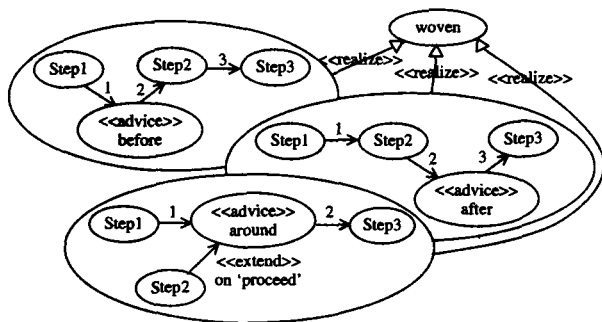 woven
<<realize>>
<<realize>>
<<realize>>
Step1
Step2
3
Step3
1
2
<<advice>>
before
Step1
1
Step2
Step3
2
3
<<advice>>
after
Step1
1
<<advice>>
around
2
Step3
Step2
<<extend>>
on 'proceed'